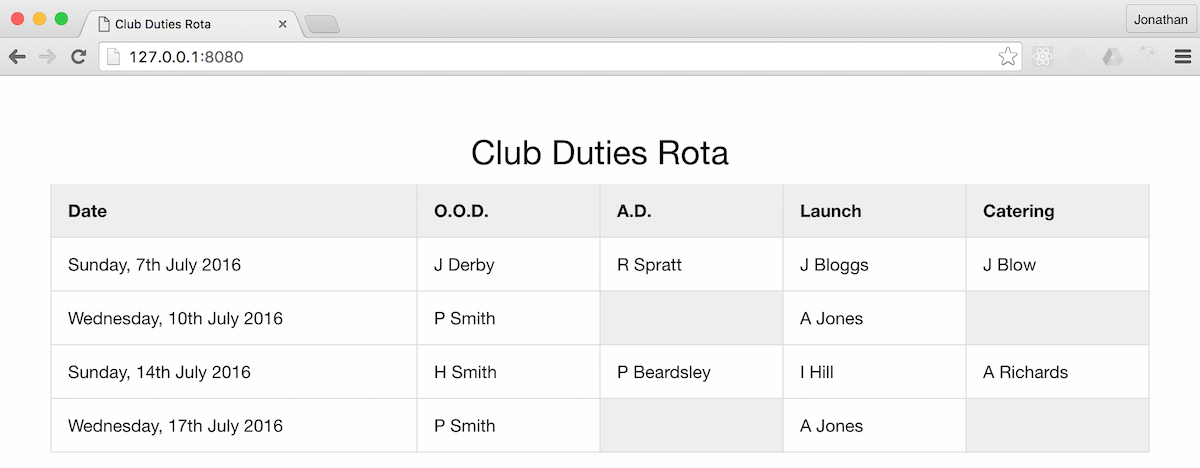 Club Duties Rota
Jonathan
127.0.0.1:8080
Club Duties Rota
Date O.O.D. A.D. Launch Catering
Sunday, 7th July 2016 J Derby R Spratt J Bloggs J Blow
Wednesday, 10th July 2016 P Smith A Jones
Sunday, 14th July 2016 H Smith P Beardsley I Hill A Richards
Wednesday, 17th July 2016 P Smith A Jones